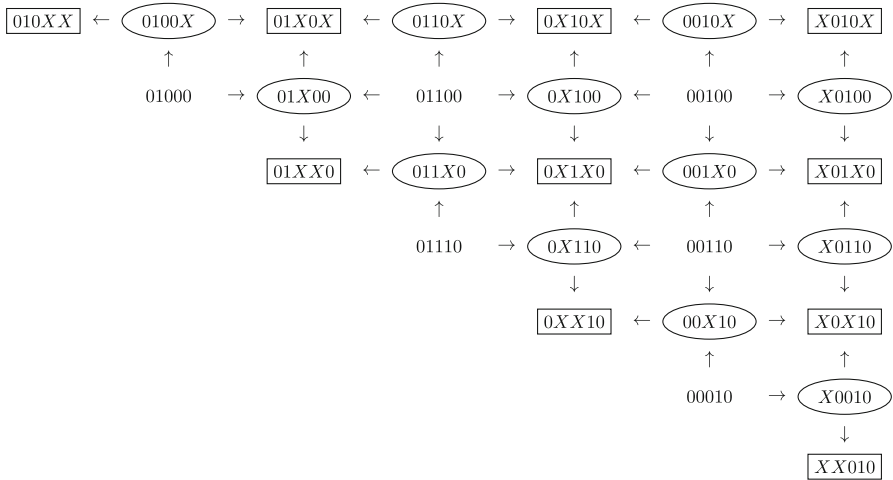 010XX ← 0100X → 01X0X ← 0110X → 0X10X ← 0010X → X010X
↑ ↑ ↑ ↑ ↑ ↑
01000 → 01X00 ← 01100 → 0X100 ← 00100 → X0100
↓ ↓ ↓ ↓ ↓
01XX0 ← 011X0 → 0X1X0 ← 001X0 → X01X0
↑ ↑ ↑ ↑
01110 → 0X110 ← 00110 → X0110
↓ ↓ ↓
0XX10 ← 00X10 → X0X10
↑ ↑
00010 → X0010
↓
XX010